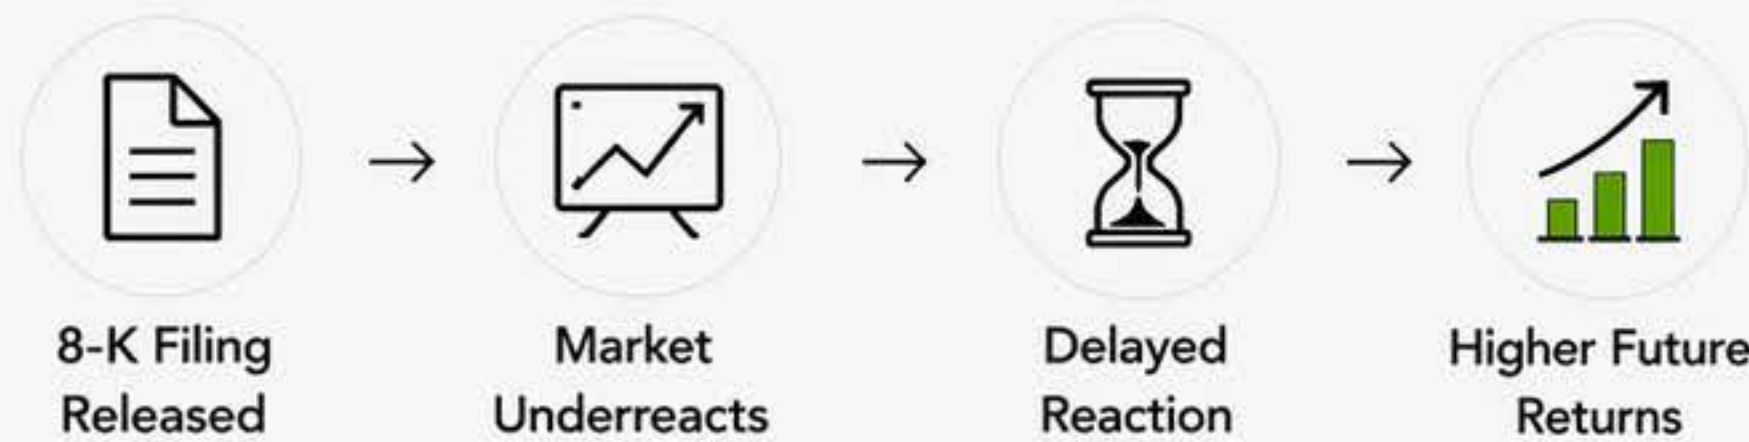 8-K Filing
Released
Market
Underreacts
Delayed
Reaction
Higher Future
Returns